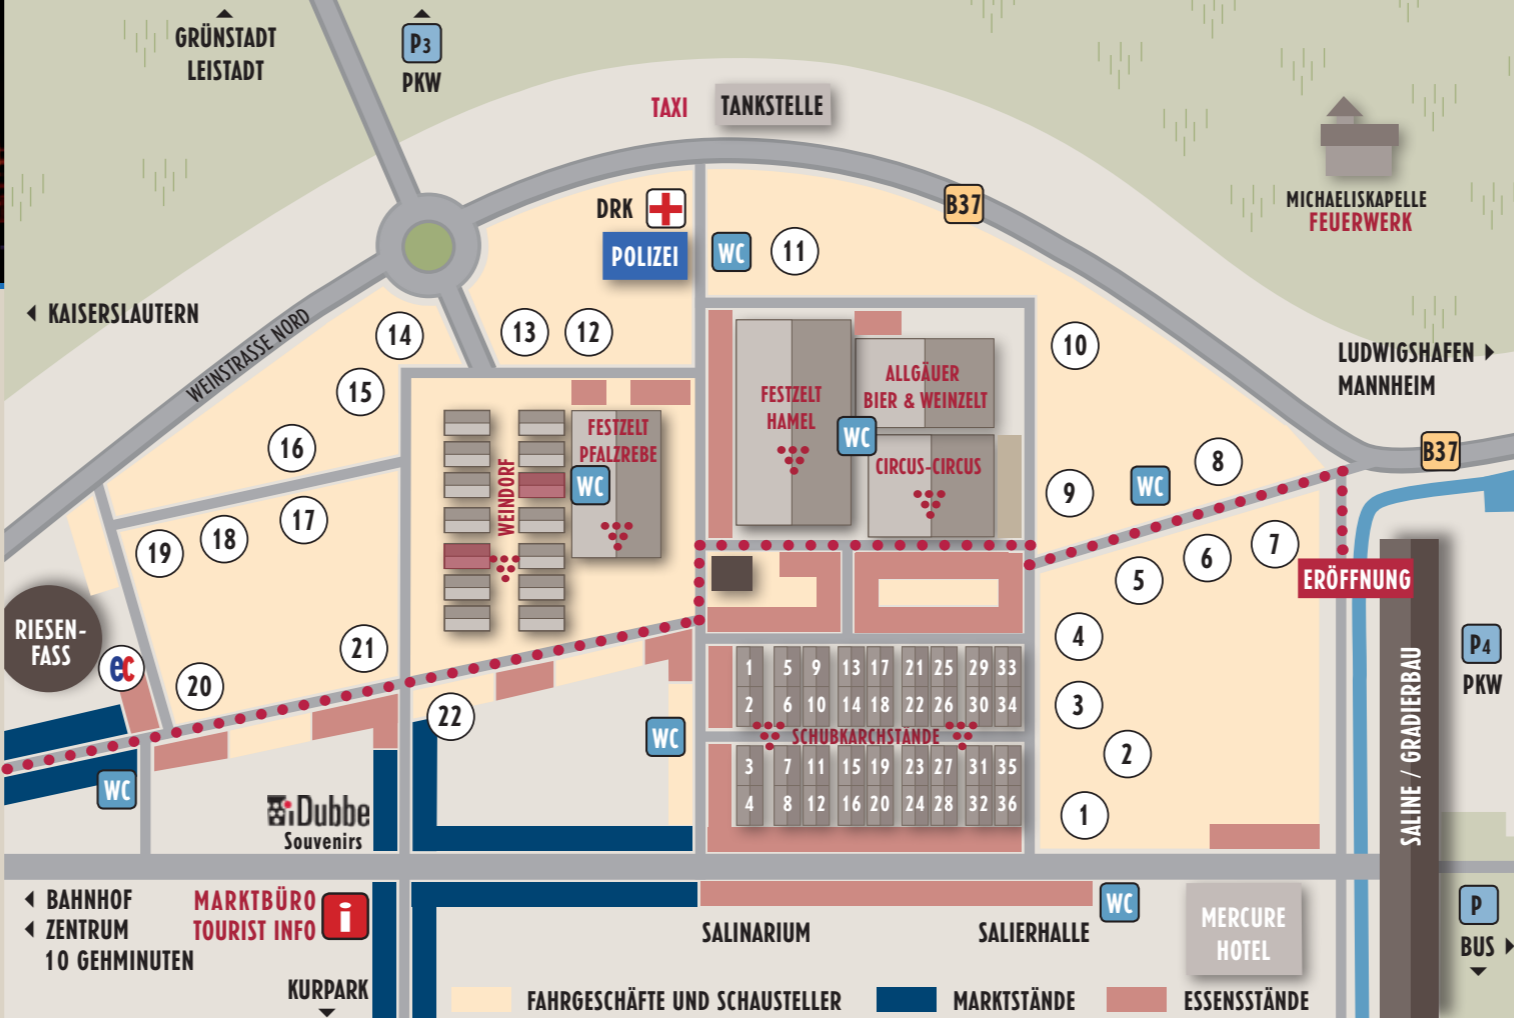 GRÜNSTADT
LEISTADT
P3
PKW
TAXI
TANKSTELLE
MICHAELISKAPELLE
FEUERWERK
DRK
POLIZEI
WC
11
B37
KAISERSLAUTERN
WEINSTRASSE NORD
14
13
12
10
LUDWIGSHAFEN
MANNHEIM
15
16
FESTZELT
HAMEL
ALLGÄUER
BIER & WEINZELT
WC
CIRCUS-CIRCUS
FESTZELT
PFALZREBE
WC
WEINDORF
9
WC
8
B37
19
18
17
5
6
7
ERÖFFNUNG
RIESEN-
FASS
ec
20
21
22
WC
4
3
2
1
P4
PKW
SALINE / GRADIERBAU
1 5 9 13 17 21 25 29 33
2 6 10 14 18 22 26 30 34
SCHUBKARCHSTÄNDE
3 7 11 15 19 23 27 31 35
4 8 12 16 20 24 28 32 36
WC
iDubbe
Souvenirs
BAHNHOF
ZENTRUM
10 GEHMINUTEN
MARKTBÜRO
TOURIST INFO
i
KURPARK
SALINARIUM
SALIERHALLE
WC
MERCURE
HOTEL
P
BUS
FAHRGESCHÄFTE UND SCHAUSTELLER
MARKTSTÄNDE
ESSENSSTÄNDE